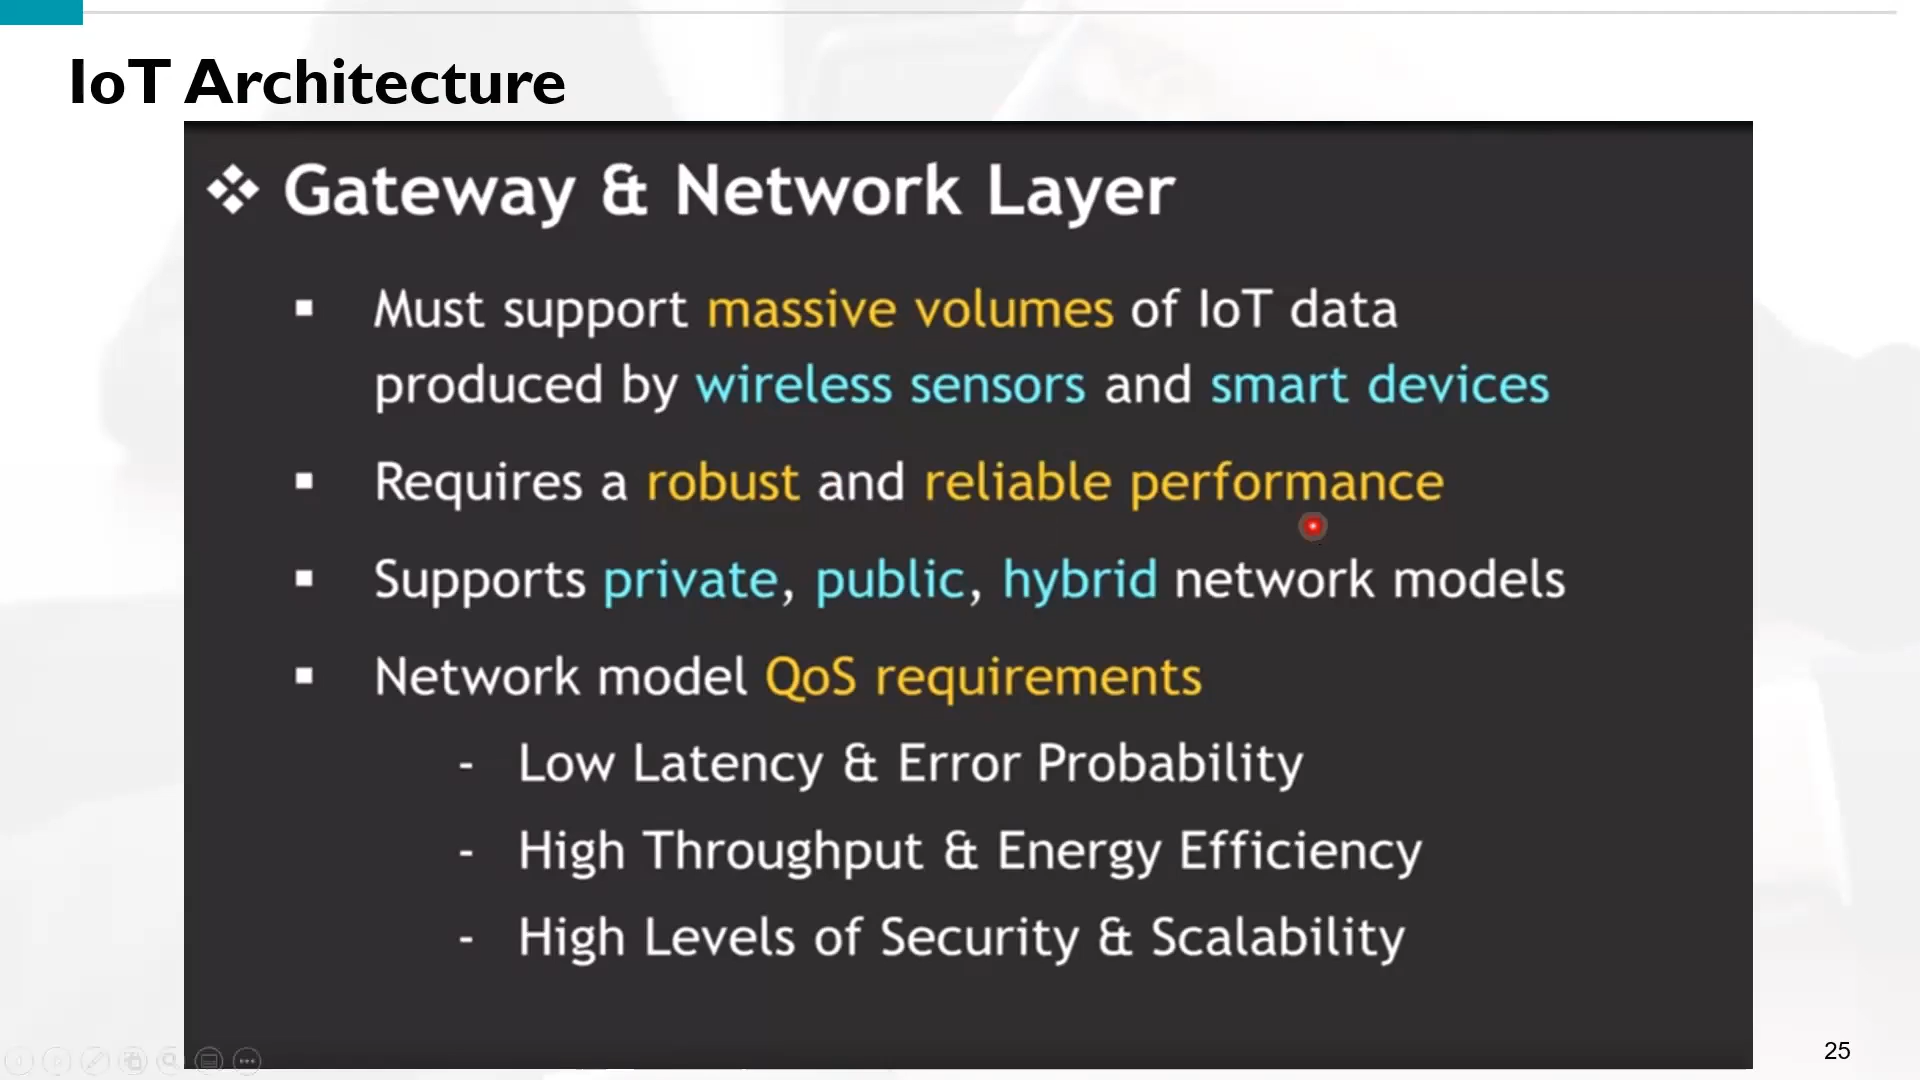 IoT Architecture
❖ Gateway & Network Layer
▪ Must support massive volumes of IoT data
produced by wireless sensors and smart devices
▪ Requires a robust and reliable performance
▪ Supports private, public, hybrid network models
▪ Network model QoS requirements
- Low Latency & Error Probability
- High Throughput & Energy Efficiency
- High Levels of Security & Scalability
25